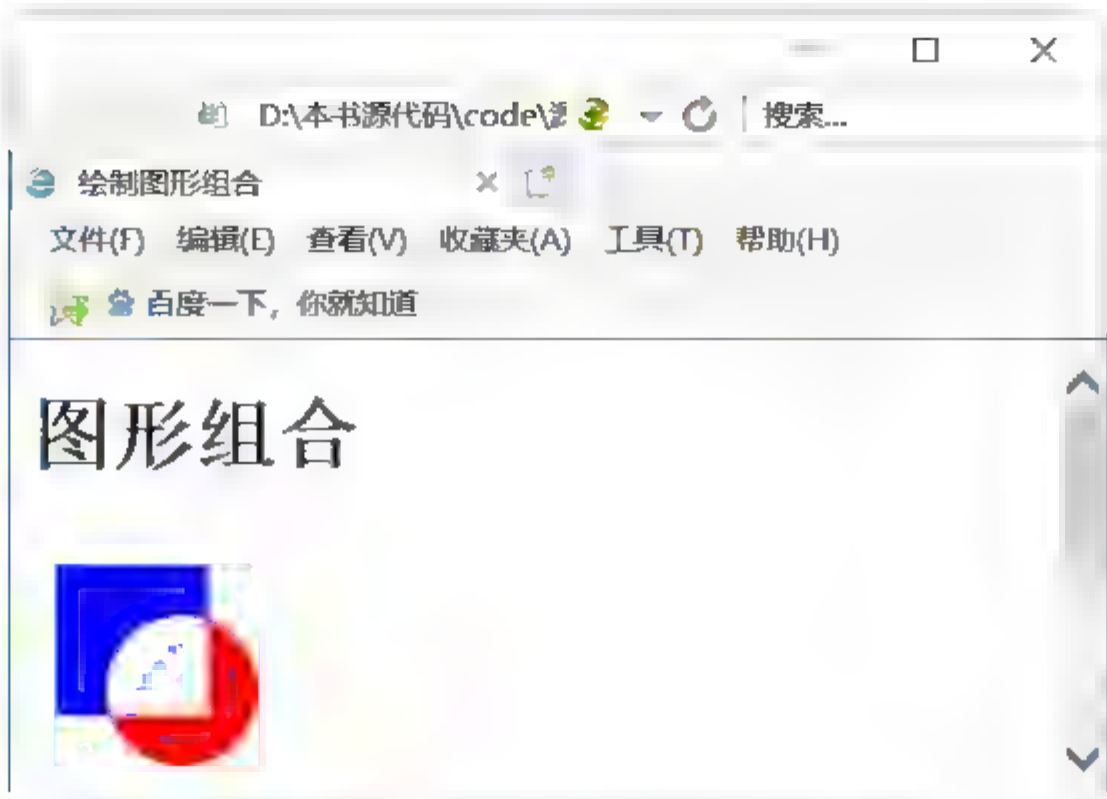 D:\本书源代码\code\ 搜索...
绘制图形组合
文件(F) 编辑(E) 查看(V) 收藏夹(A) 工具(T) 帮助(H)
百度一下，你就知道
图形组合